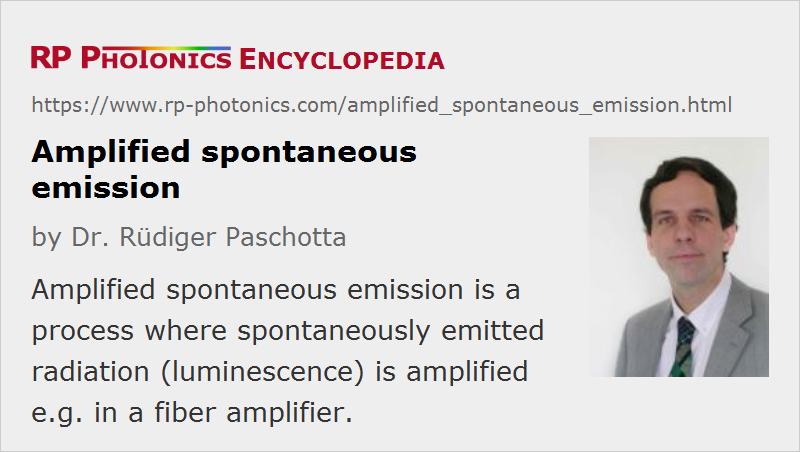 RP PHOTONICS ENCYCLOPEDIA
https://www.rp-photonics.com/amplified_spontaneous_emission.html
Amplified spontaneous
emission
by Dr. Rüdiger Paschotta
Amplified spontaneous emission is a
process where spontaneously emitted
radiation (luminescence) is amplified
e.g. in a fiber amplifier.